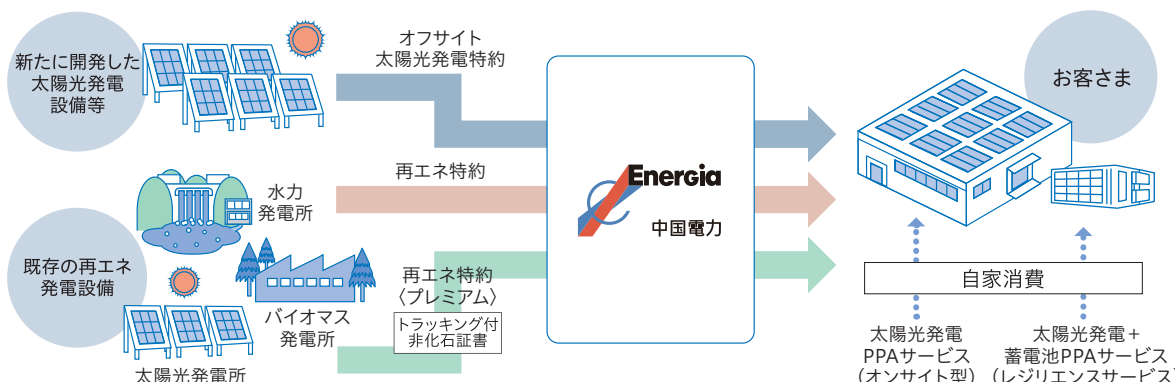 新たに開発した
太陽光発電
設備等
オフサイト
太陽光発電特約
お客さま
水力
発電所
再エネ特約
Energia
中国電力
既存の再エネ
発電設備
バイオマス
発電所
太陽光発電所
再エネ特約
〈プレミアム〉
トラッキング付
非化石証書
自家消費
太陽光発電
PPAサービス
（オンサイト型）
太陽光発電＋
蓄電池PPAサービス
（レジリエンスサービス